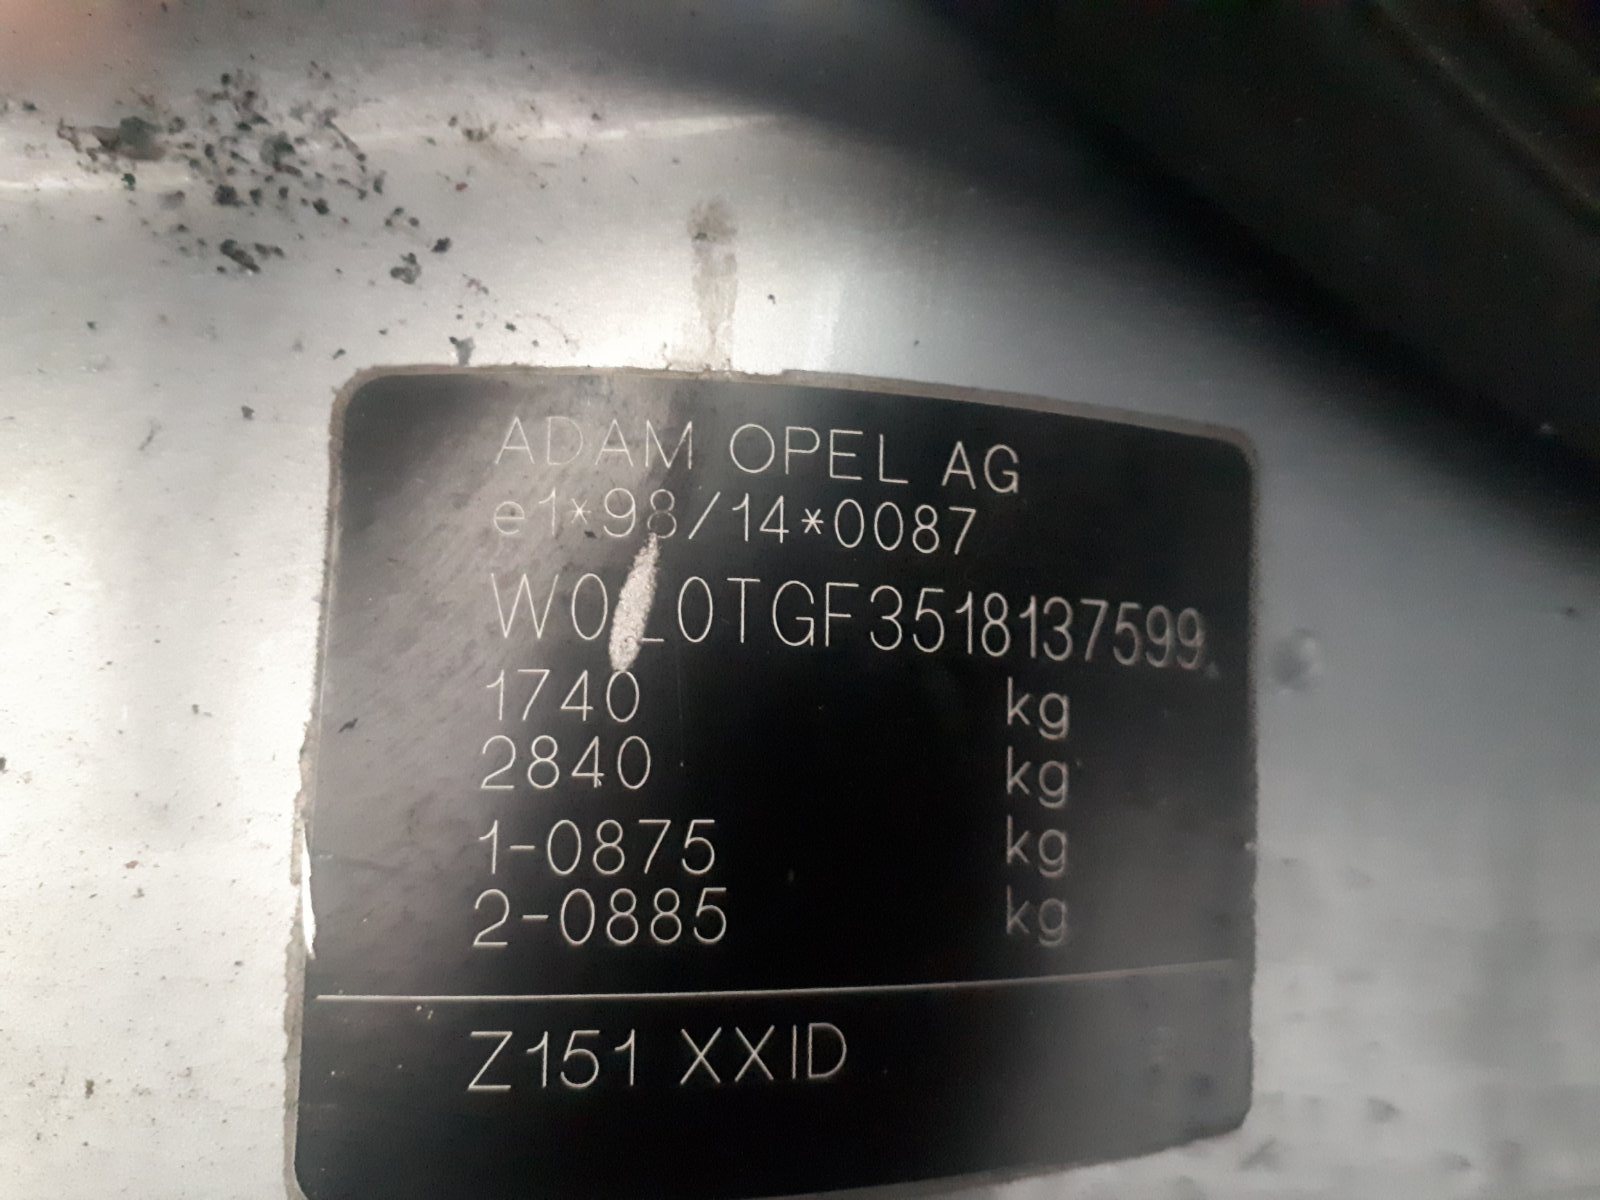 ADAM OPEL AG
e1*98/14*0087
W0L0TGF3518137599
1740 kg
2840 kg
1-0875 kg
2-0885 kg
Z151 XXID